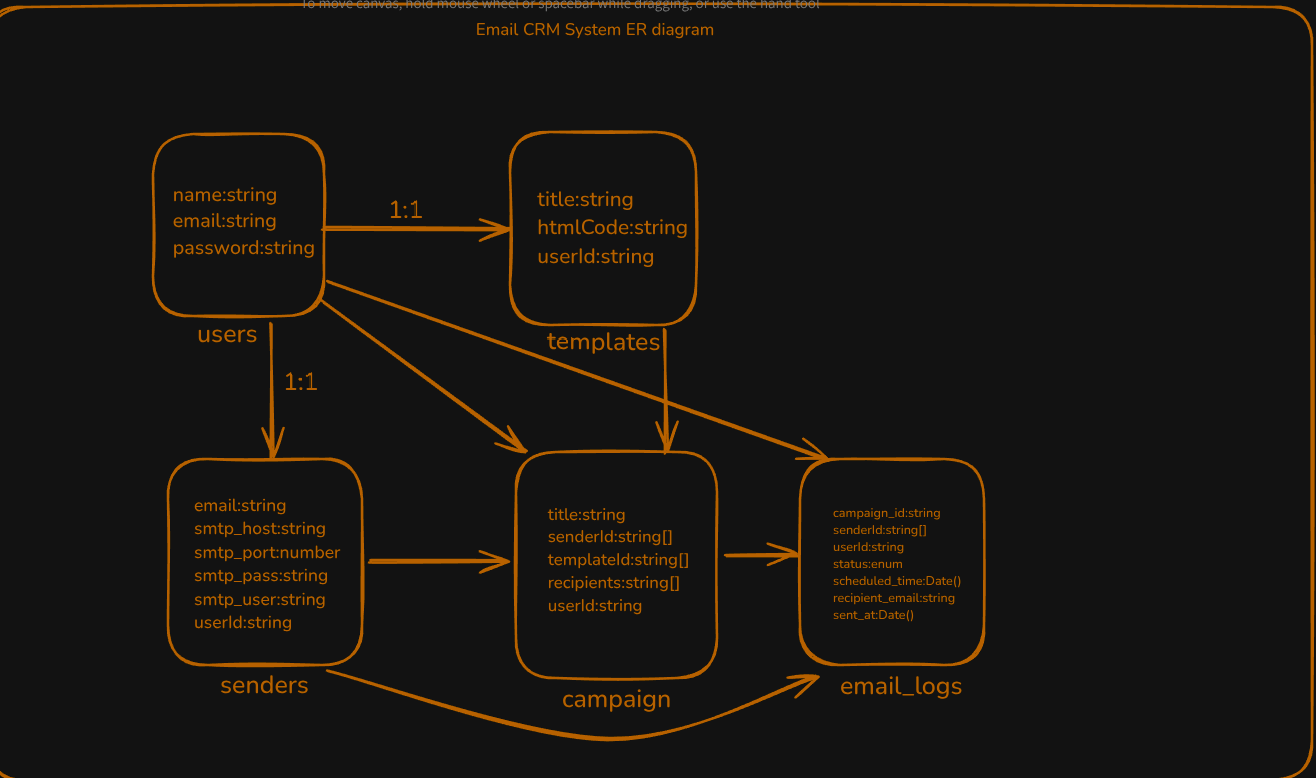 To move canvas, hold mouse wheel or spacebar while dragging, or use the hand tool
Email CRM System ER diagram
name:string
email:string
password:string
users
1:1
title:string
htmlCode:string
userId:string
templates
1:1
email:string
smtp_host:string
smtp_port:number
smtp_pass:string
smtp_user:string
userId:string
senders
title:string
senderId:string[]
templateId:string[]
recipients:string[]
userId:string
campaign
campaign_id:string
senderId:string[]
userId:string
status:enum
scheduled_time:Date()
recipient_email:string
sent_at:Date()
email_logs